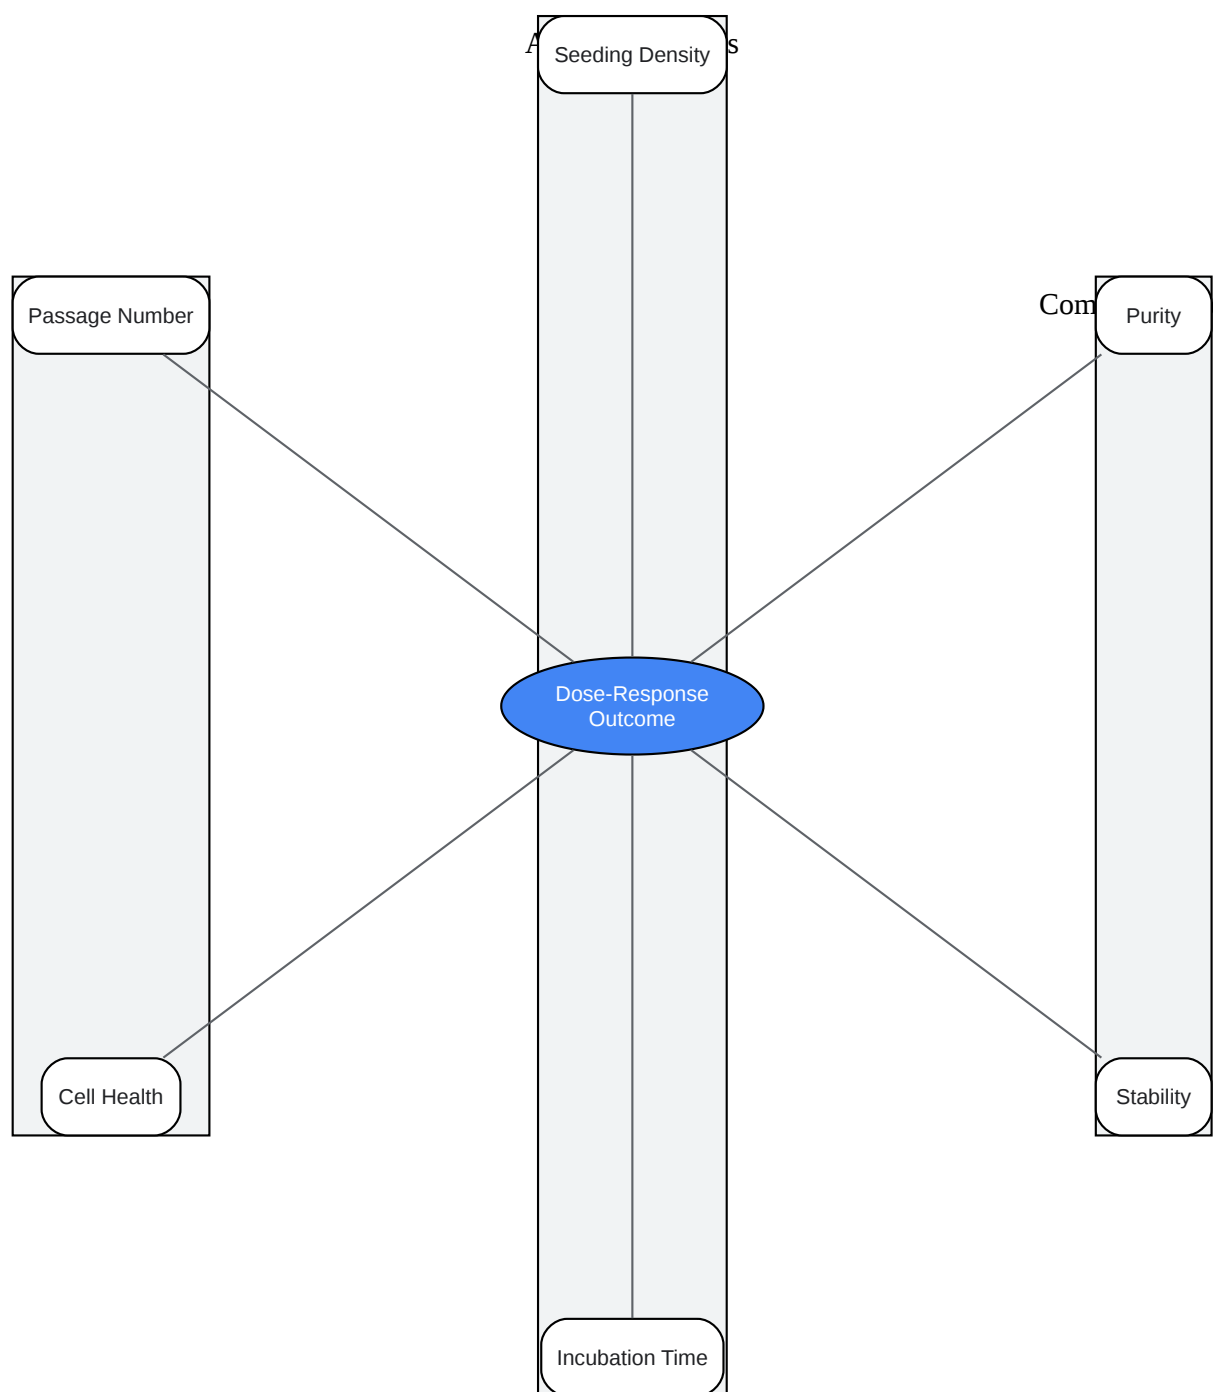 Seeding Density
Passage Number
Purity
Dose-Response
Outcome
Cell Health
Stability
Incubation Time